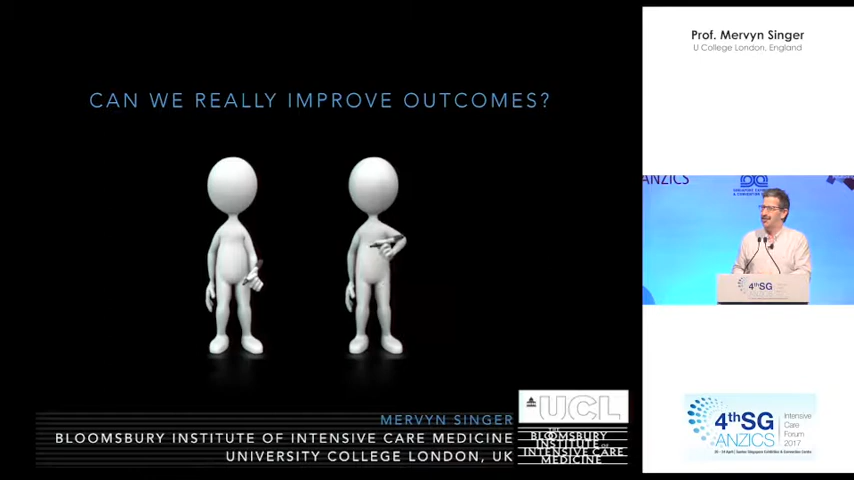 CAN WE REALLY IMPROVE OUTCOMES?
MERVYN SINGER
BLOOMSBURY INSTITUTE OF INTENSIVE CARE MEDICINE
UNIVERSITY COLLEGE LONDON, UK
UCL
THE
BLOOMSBURY
INSTITUTE OF
INTENSIVE CARE
MEDICINE
Prof. Mervyn Singer
U College London, England
ANZICS
4thSG
4thSG
ANZICS
Intensive
Care
Forum
2017